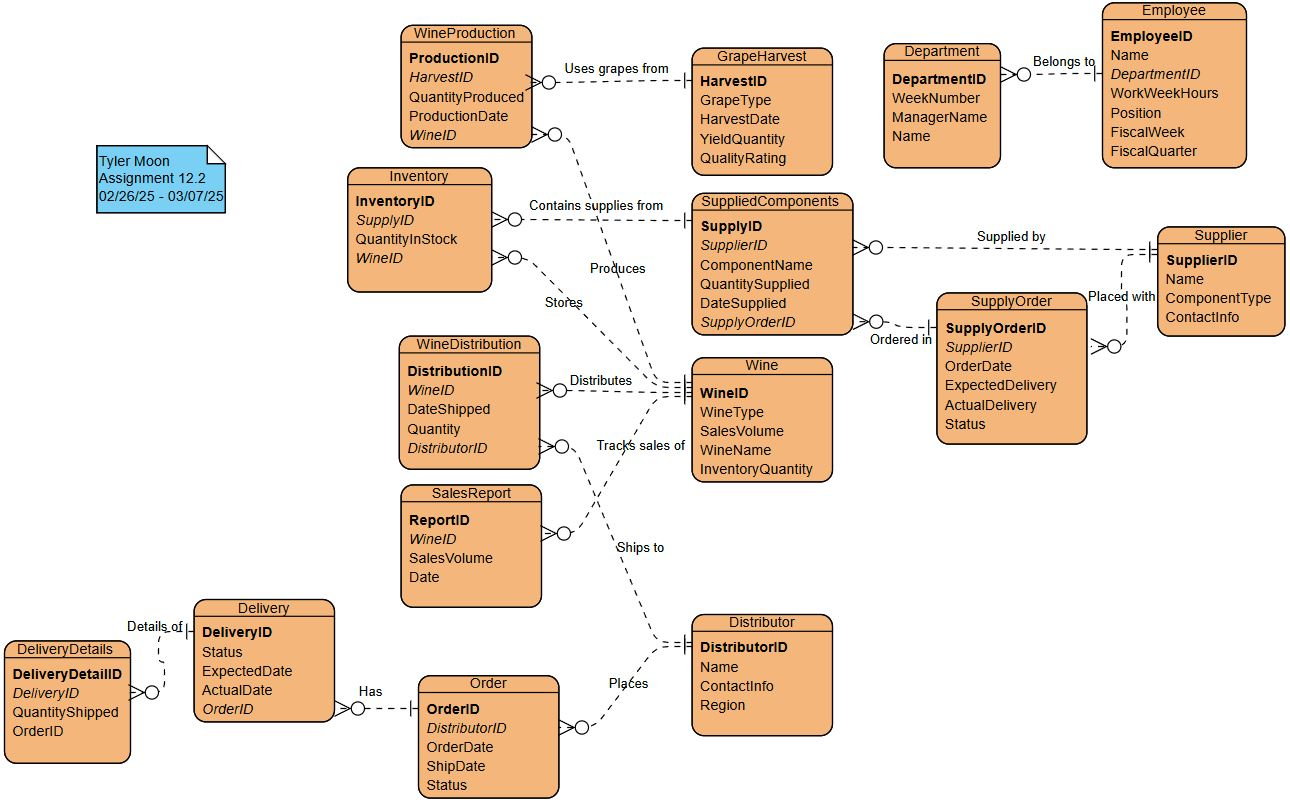 WineProduction
ProductionID
HarvestID
QuantityProduced
ProductionDate
WineID
Uses grapes from
GrapeHarvest
HarvestID
GrapeType
HarvestDate
YieldQuantity
QualityRating
Department
DepartmentID
WeekNumber
ManagerName
Name
Belongs to
Employee
EmployeeID
Name
DepartmentID
WorkWeekHours
Position
FiscalWeek
FiscalQuarter
Tyler Moon
Assignment 12.2
02/26/25 - 03/07/25
Inventory
InventoryID
SupplyID
QuantityInStock
WineID
Contains supplies from
Produces
Stores
SuppliedComponents
SupplyID
SupplierID
ComponentName
QuantitySupplied
DateSupplied
SupplyOrderID
Supplied by
Ordered in
Supplier
SupplierID
Name
ComponentType
ContactInfo
Placed with
SupplyOrder
SupplyOrderID
SupplierID
OrderDate
ExpectedDelivery
ActualDelivery
Status
WineDistribution
DistributionID
WineID
DateShipped
Quantity
DistributorID
Distributes
Wine
WineID
WineType
SalesVolume
WineName
InventoryQuantity
Tracks sales of
SalesReport
ReportID
WineID
SalesVolume
Date
Ships to
Delivery
DeliveryID
Status
ExpectedDate
ActualDate
OrderID
Details of
DeliveryDetails
DeliveryDetailID
DeliveryID
QuantityShipped
OrderID
Has
Order
OrderID
DistributorID
OrderDate
ShipDate
Status
Places
Distributor
DistributorID
Name
ContactInfo
Region